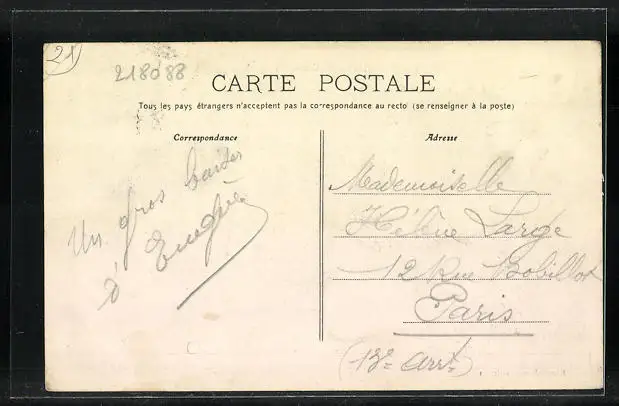 21
218088
CARTE POSTALE
Tous les pays étrangers n'acceptent pas la correspondance au recto (se renseigner à la poste)
Correspondance
Adresse
Un gros baiser
d'
Mademoiselle
Hélène Large
12 Rue Bobillot
Paris
(13e arrt.)